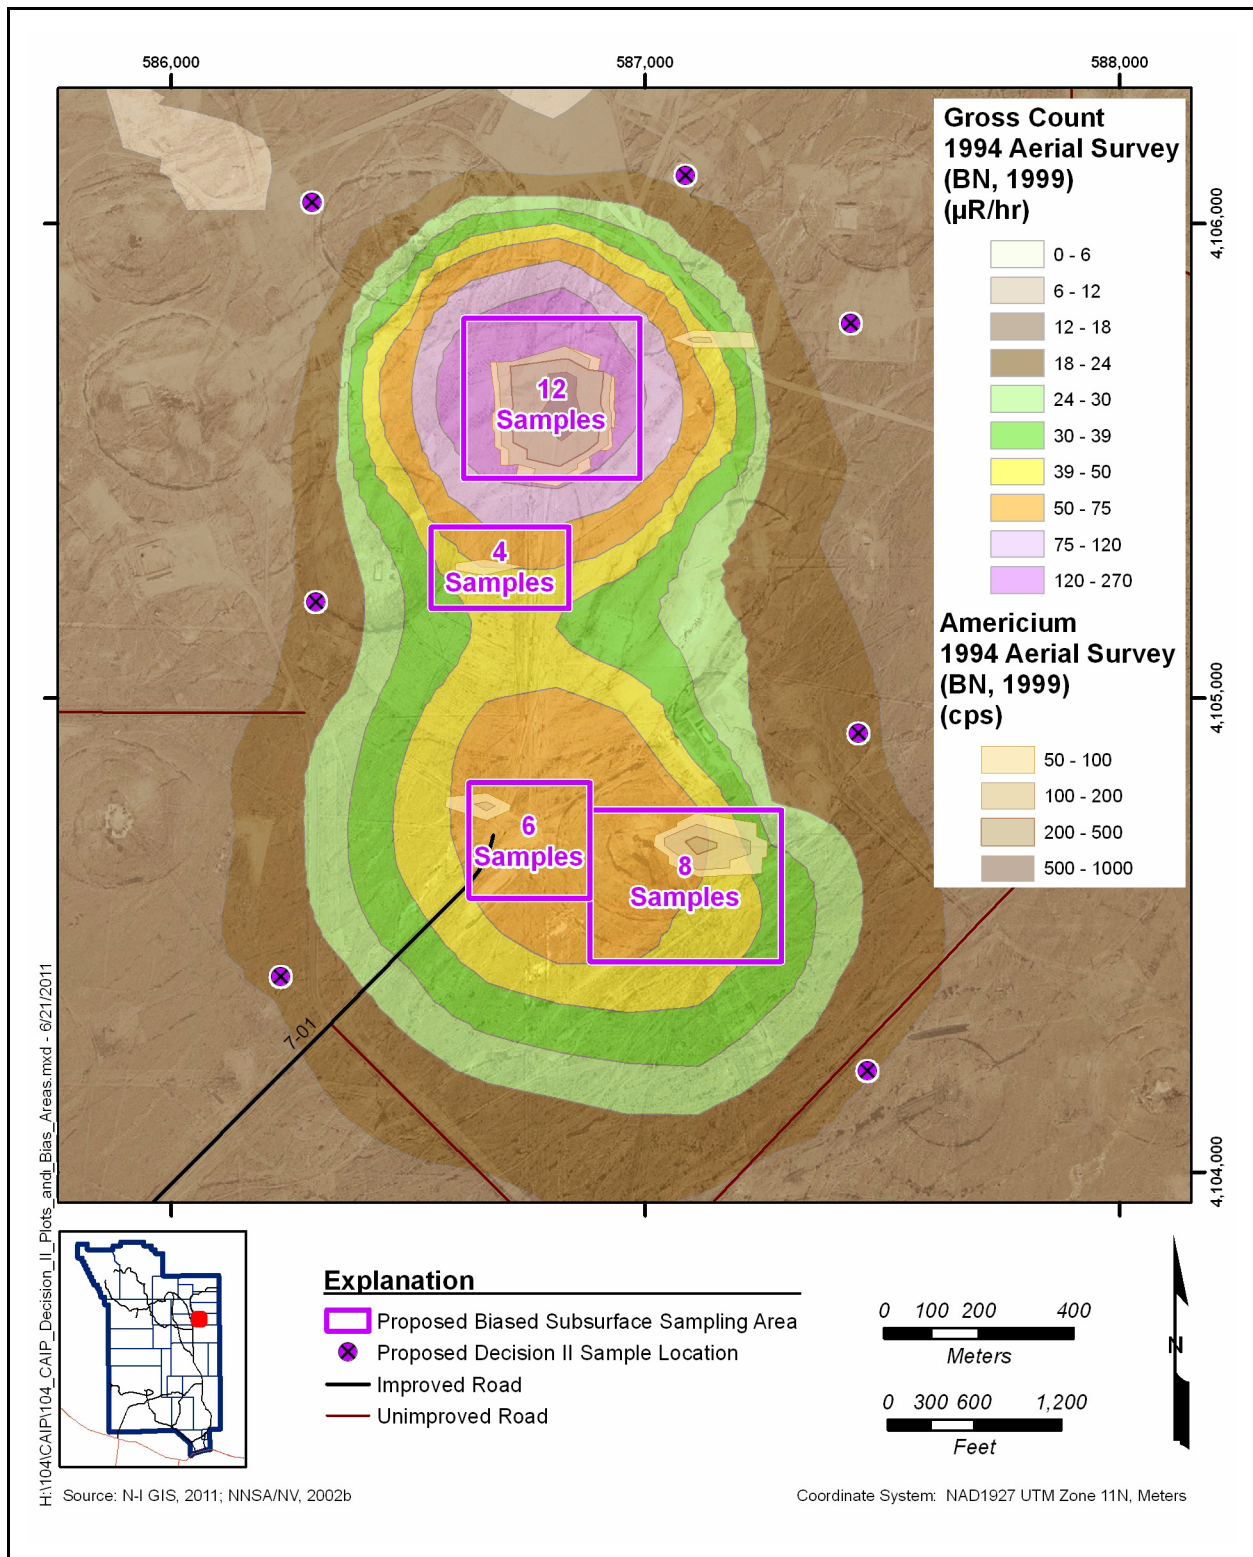 586,000
587,000
588,000
4,106,000
4,105,000
4,104,000
Gross Count
1994 Aerial Survey
(BN, 1999)
(µR/hr)
0 - 6
6 - 12
12 - 18
18 - 24
24 - 30
30 - 39
39 - 50
50 - 75
75 - 120
120 - 270
Americium
1994 Aerial Survey
(BN, 1999)
(cps)
50 - 100
100 - 200
200 - 500
500 - 1000
12
Samples
4
Samples
6
Samples
8
Samples
7-01
H:\104\CAIP\104_CAIP_Decision_II_Plots_and_Bias_Areas.mxd - 6/21/2011
Explanation
Proposed Biased Subsurface Sampling Area
Proposed Decision II Sample Location
Improved Road
Unimproved Road
0 100 200 400
Meters
0 300 600 1,200
Feet
N
Source: N-I GIS, 2011; NNSA/NV, 2002b
Coordinate System: NAD1927 UTM Zone 11N, Meters